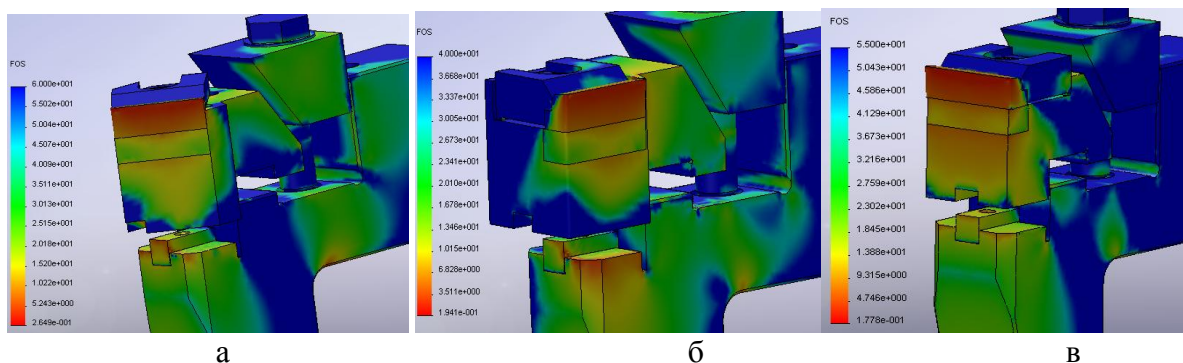 FOS
6.000e+001
5.502e+001
5.004e+001
4.507e+001
4.009e+001
3.511e+001
3.013e+001
2.515e+001
2.018e+001
1.520e+001
1.022e+001
5.243e+000
2.649e-001
FOS
4.000e+001
3.668e+001
3.337e+001
3.005e+001
2.673e+001
2.341e+001
2.010e+001
1.678e+001
1.346e+001
1.015e+001
6.828e+000
3.511e+000
1.941e-001
FOS
5.500e+001
5.043e+001
4.586e+001
4.129e+001
3.673e+001
3.216e+001
2.759e+001
2.302e+001
1.845e+001
1.388e+001
9.315e+000
4.746e+000
1.778e-001
а
б
в